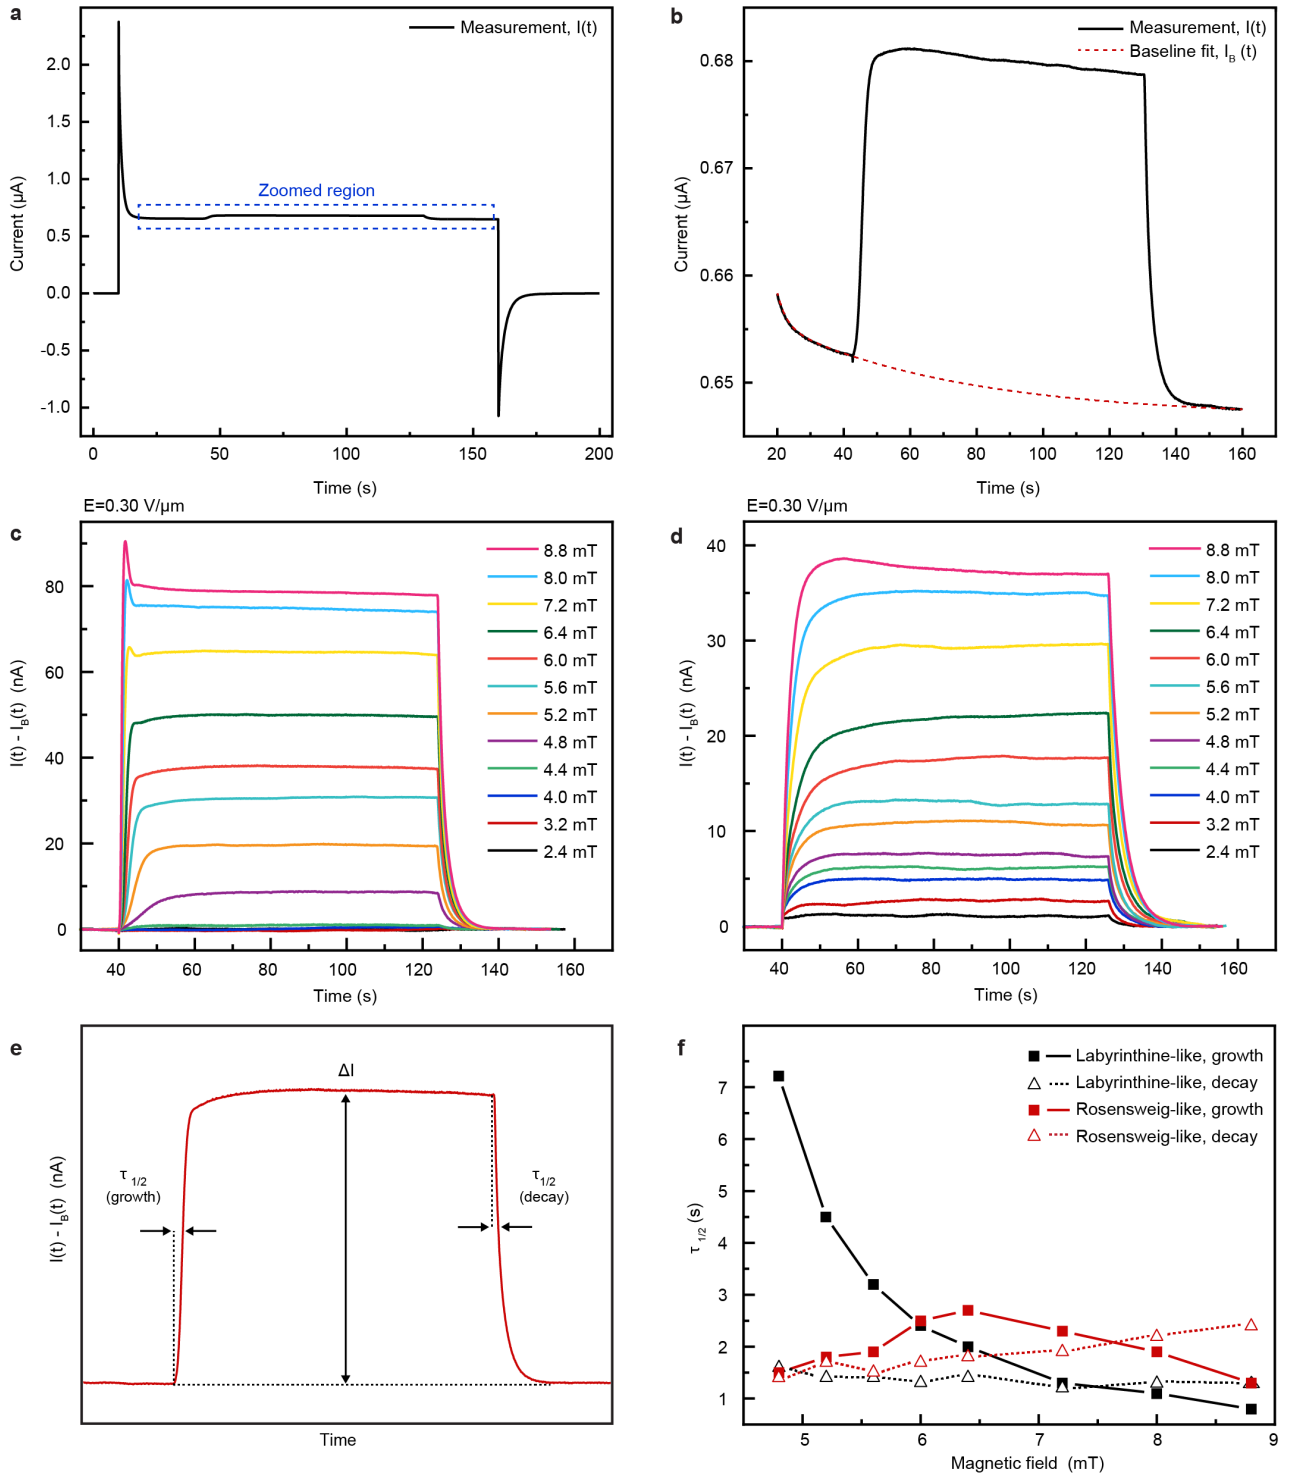 a
Measurement, I(t)
2.0
1.5
1.0
0.5
0.0
-0.5
-1.0
Current (µA)
Zoomed region
0
50
100
150
200
Time (s)
b
Measurement, I(t)
Baseline fit, I_B (t)
0.68
0.67
0.66
0.65
Current (µA)
20
40
60
80
100
120
140
160
Time (s)
E=0.30 V/µm
c
80
60
40
20
0
I(t) - I_B(t) (nA)
8.8 mT
8.0 mT
7.2 mT
6.4 mT
6.0 mT
5.6 mT
5.2 mT
4.8 mT
4.4 mT
4.0 mT
3.2 mT
2.4 mT
40
60
80
100
120
140
160
Time (s)
E=0.30 V/µm
d
40
30
20
10
0
I(t) - I_B(t) (nA)
8.8 mT
8.0 mT
7.2 mT
6.4 mT
6.0 mT
5.6 mT
5.2 mT
4.8 mT
4.4 mT
4.0 mT
3.2 mT
2.4 mT
40
60
80
100
120
140
160
Time (s)
e
I(t) - I_B(t) (nA)
ΔI
τ 1/2
(growth)
τ 1/2
(decay)
Time
f
Labyrinthine-like, growth
Labyrinthine-like, decay
Rosensweig-like, growth
Rosensweig-like, decay
7
6
5
4
3
2
1
τ 1/2 (s)
5
6
7
8
9
Magnetic field (mT)